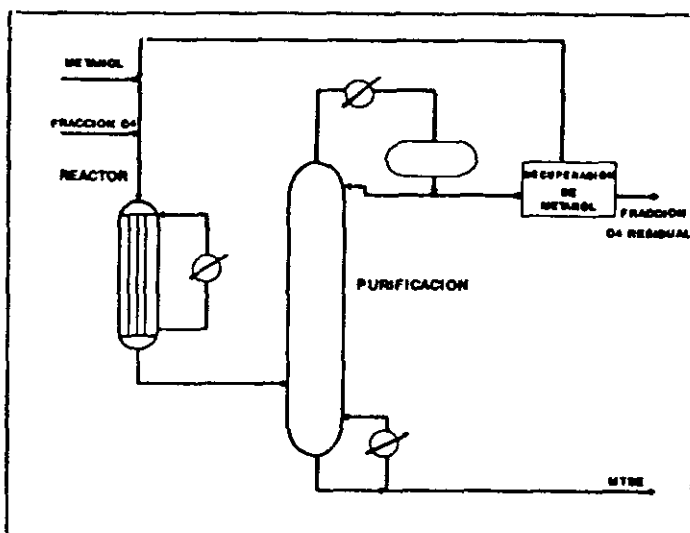 METANOL
FRACCION C4
REACTOR
PURIFICACION
RECUPERACION
DE
METANOL
FRACCION
C4 RESIDUAL
MTBE